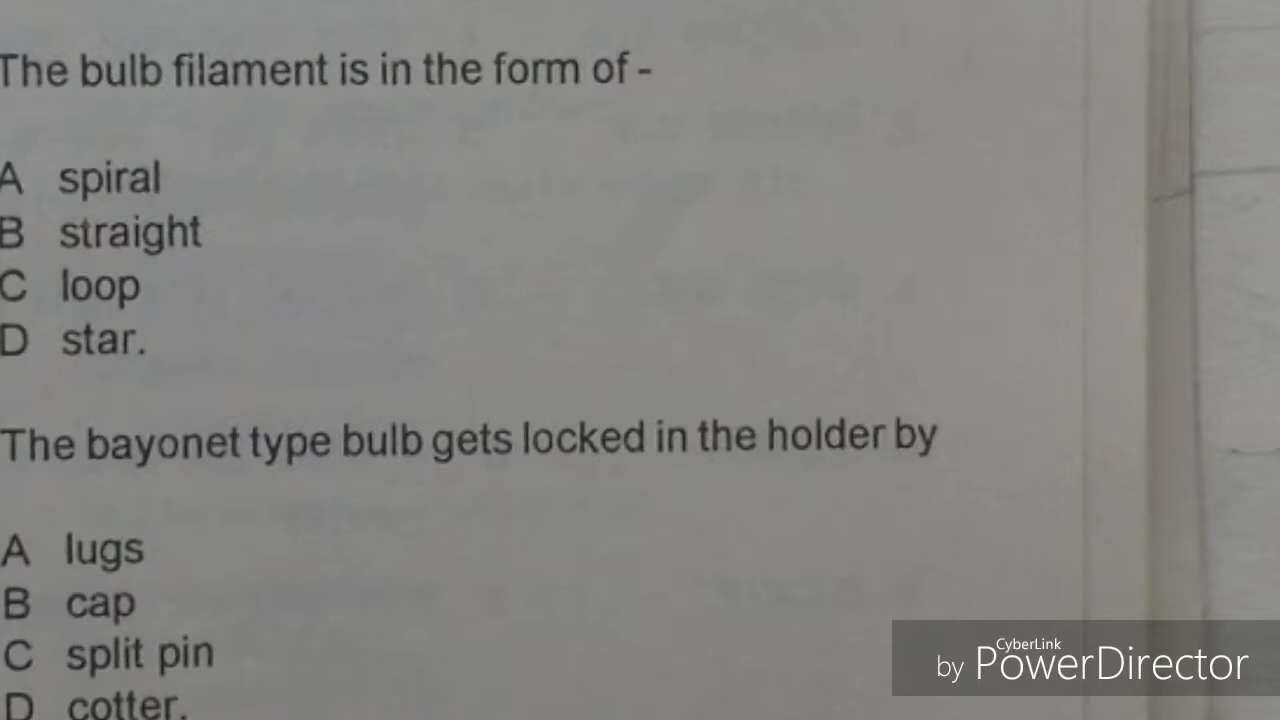 The bulb filament is in the form of -
A spiral
B straight
C loop
D star.
The bayonet type bulb gets locked in the holder by
A lugs
B cap
C split pin
D cotter.
CyberLink
by PowerDirector